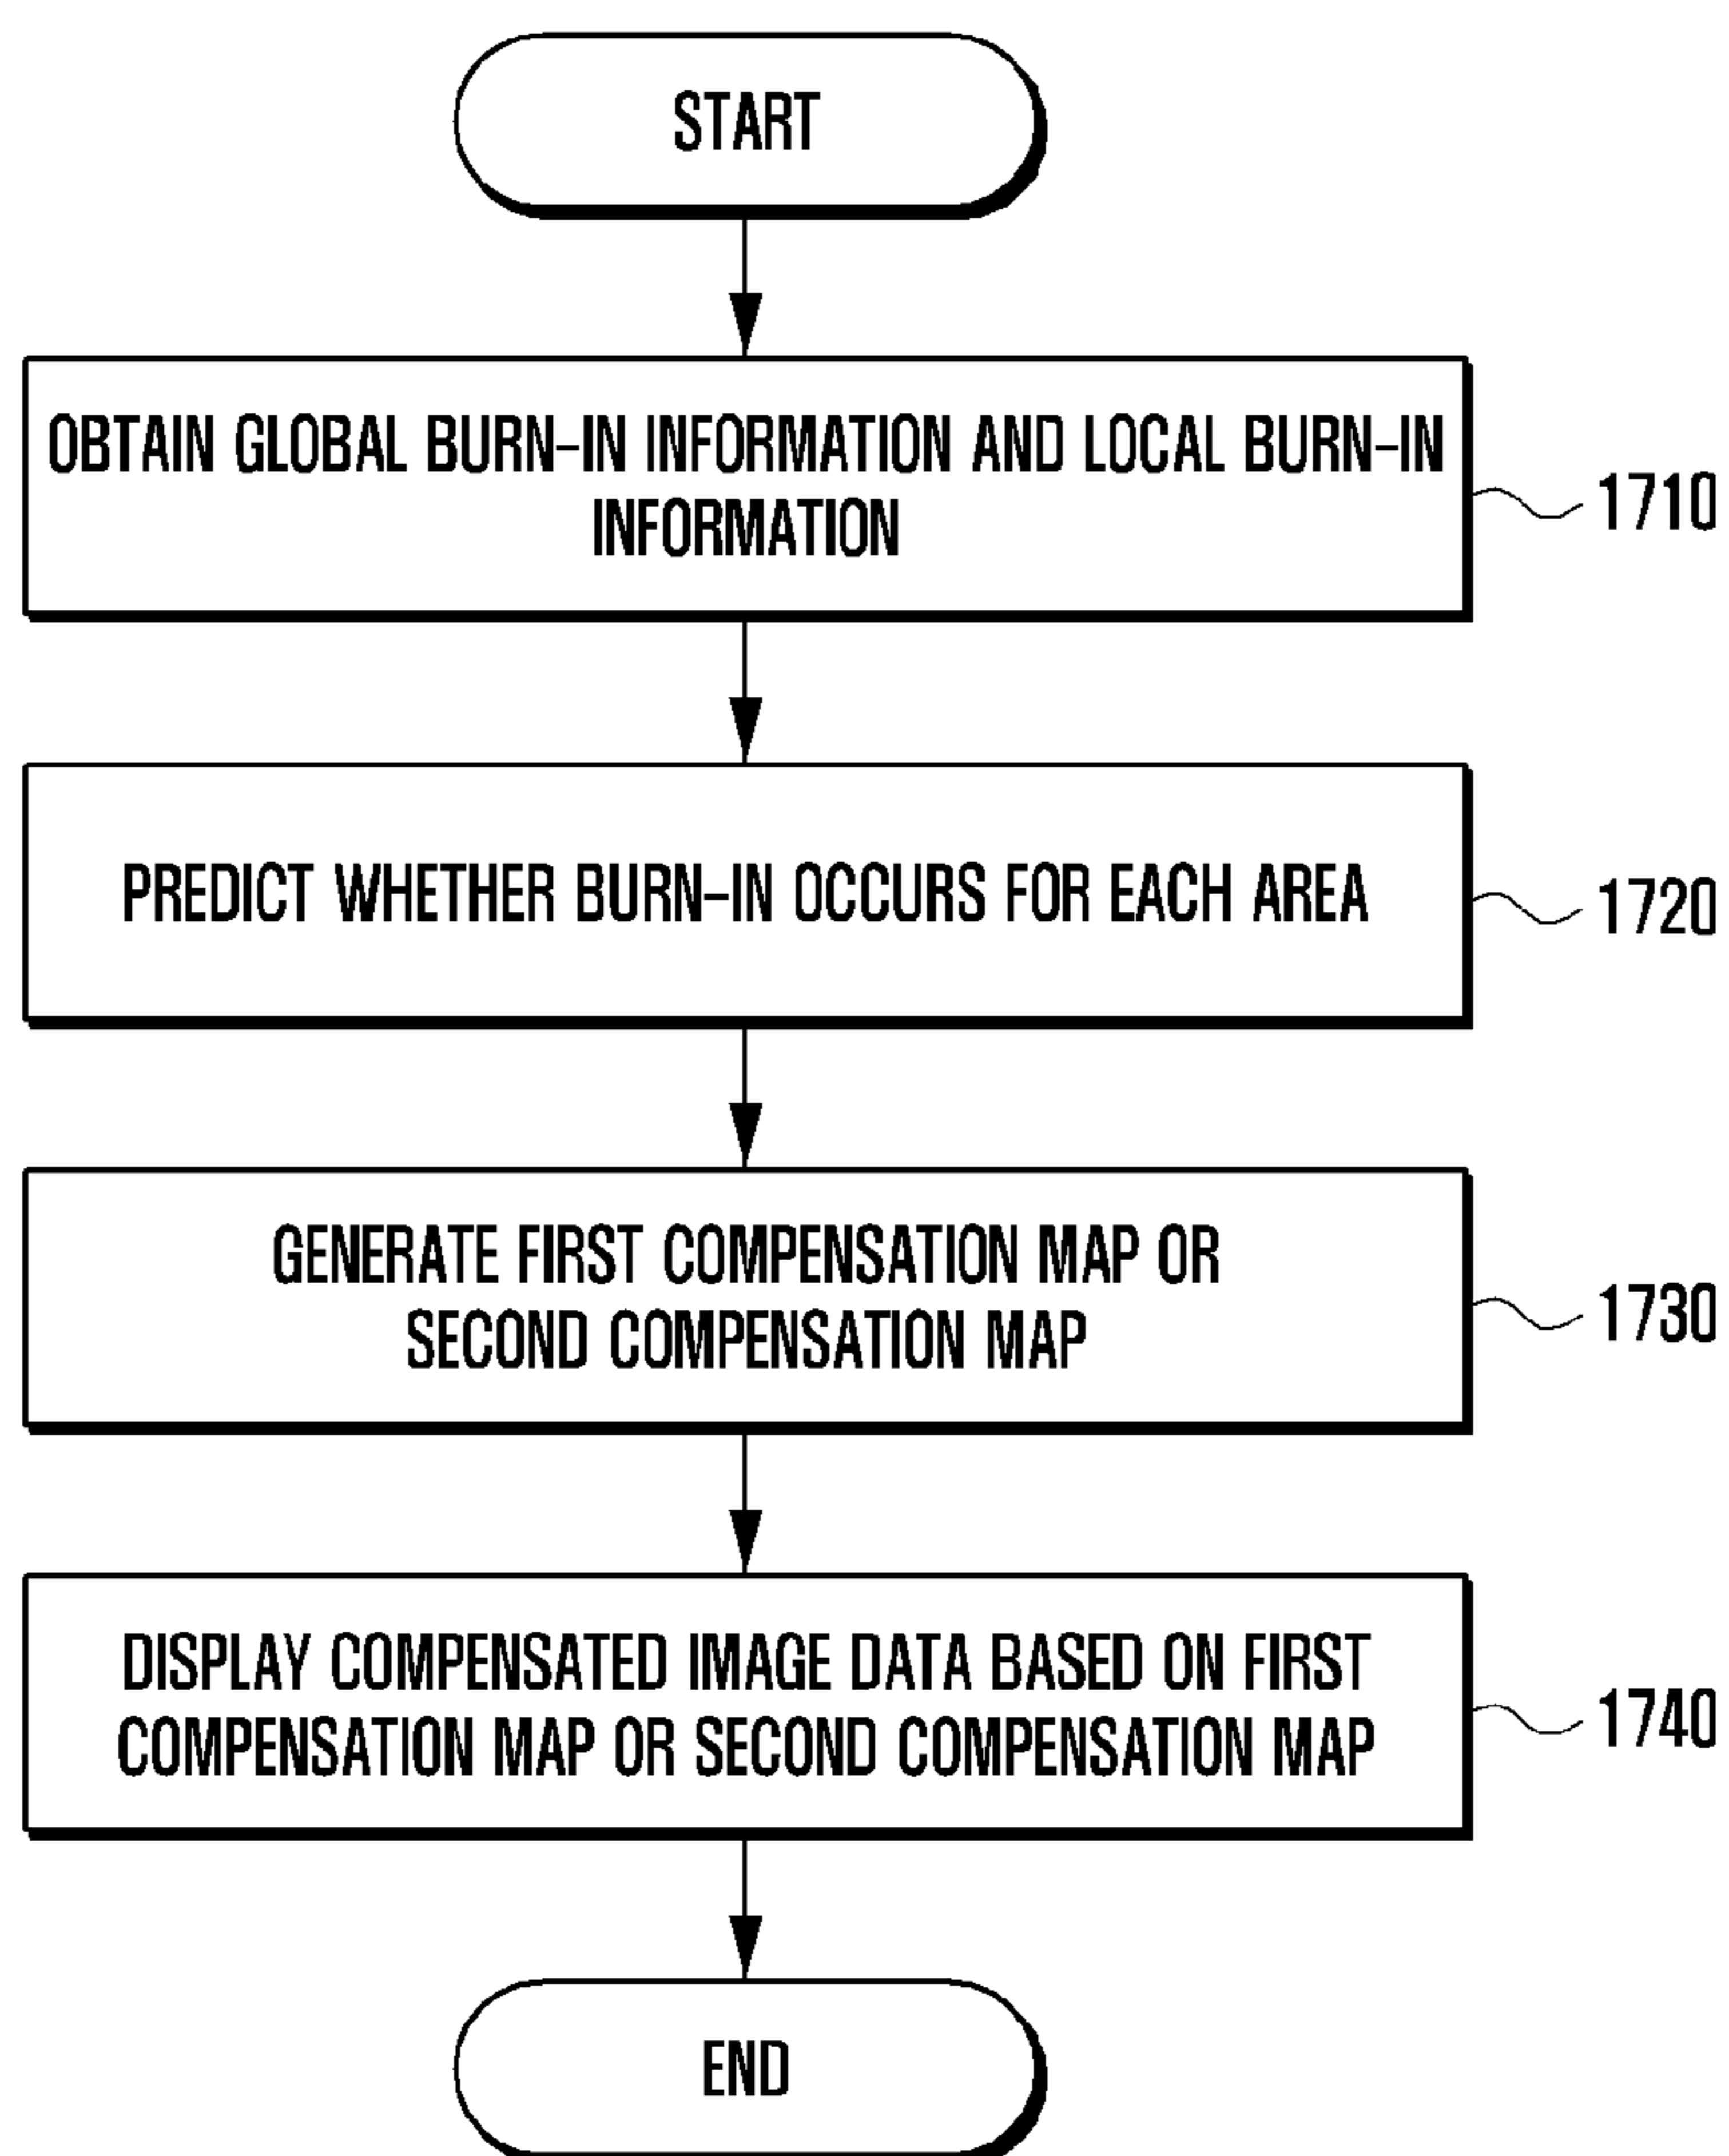 START
OBTAIN GLOBAL BURN-IN INFORMATION AND LOCAL BURN-IN
INFORMATION
1710
PREDICT WHETHER BURN-IN OCCURS FOR EACH AREA
1720
GENERATE FIRST COMPENSATION MAP OR
SECOND COMPENSATION MAP
1730
DISPLAY COMPENSATED IMAGE DATA BASED ON FIRST
COMPENSATION MAP OR SECOND COMPENSATION MAP
1740
END